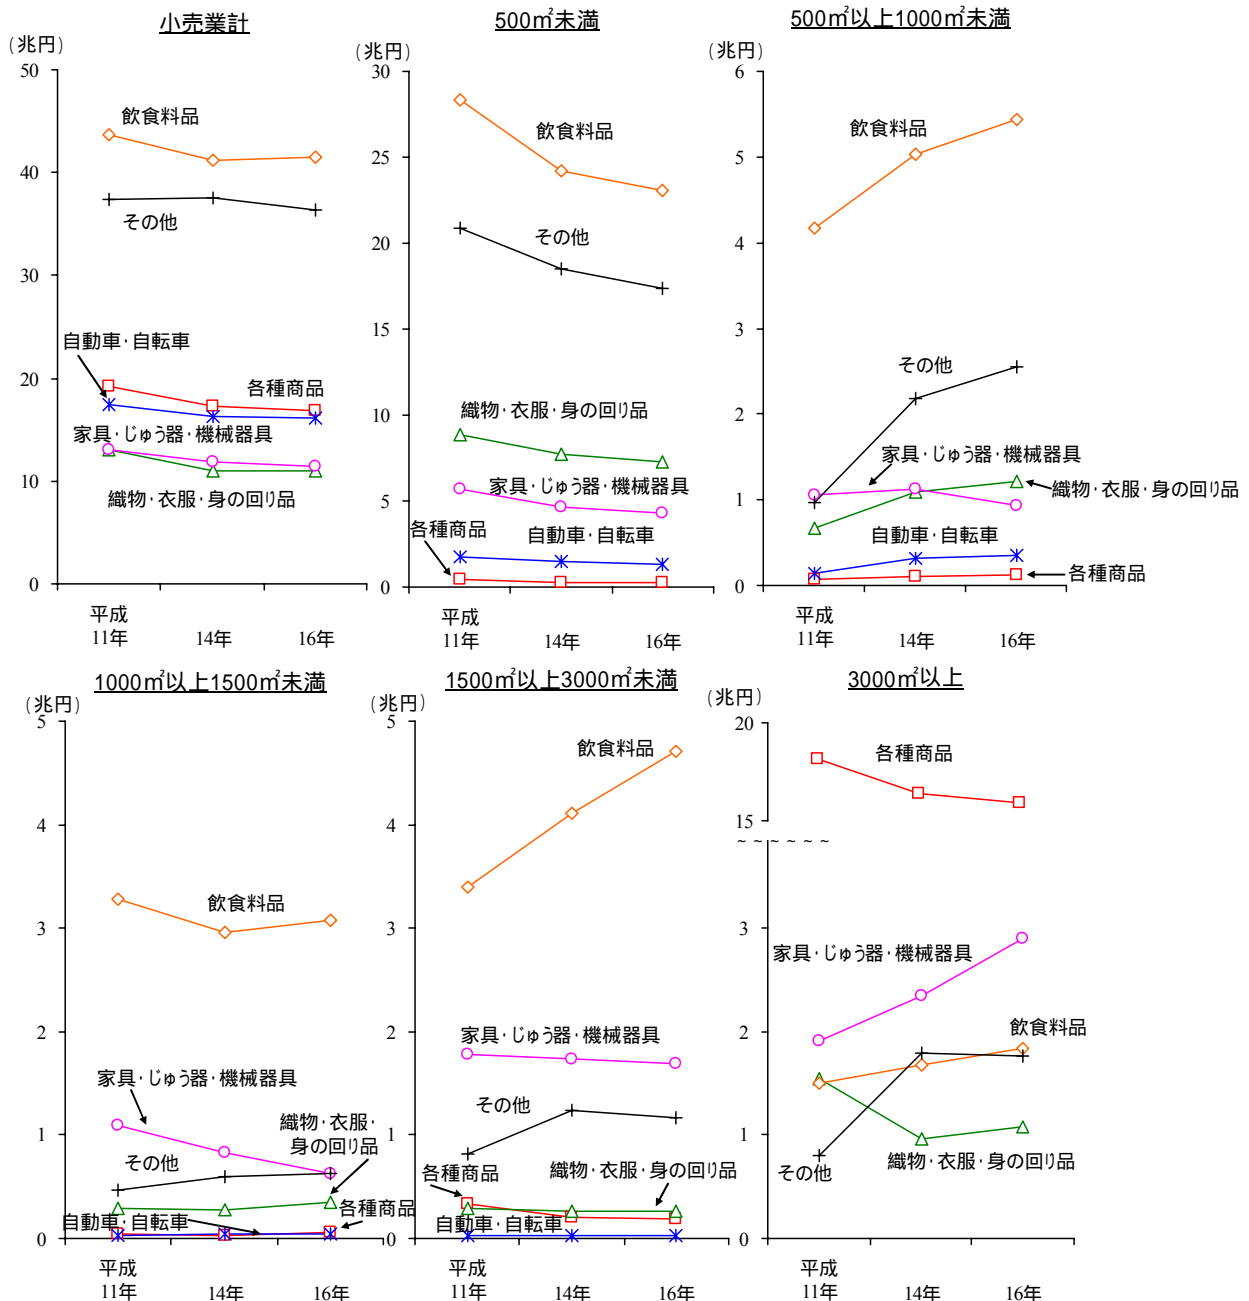 小売業計
(兆円)
50
40
30
20
10
0
飲食料品
その他
自動車・自転車
各種商品
家具・じゅう器・機械器具
織物・衣服・身の回り品
平成
11年
14年
16年
500㎡未満
(兆円)
30
25
20
15
10
5
0
飲食料品
その他
織物・衣服・身の回り品
家具・じゅう器・機械器具
各種商品
自動車・自転車
平成
11年
14年
16年
500㎡以上1000㎡未満
(兆円)
6
5
4
3
2
1
0
飲食料品
その他
家具・じゅう器・機械器具
織物・衣服・身の回り品
自動車・自転車
各種商品
平成
11年
14年
16年
1000㎡以上1500㎡未満
(兆円)
5
4
3
2
1
0
飲食料品
家具・じゅう器・機械器具
織物・衣服・
身の回り品
その他
各種商品
自動車・自転車
平成
11年
14年
16年
1500㎡以上3000㎡未満
(兆円)
5
4
3
2
1
0
飲食料品
家具・じゅう器・機械器具
その他
各種商品
織物・衣服・身の回り品
自動車・自転車
平成
11年
14年
16年
3000㎡以上
(兆円)
20
15
~ ~ ~ ~ ~ ~
3
2
1
0
各種商品
家具・じゅう器・機械器具
飲食料品
その他
織物・衣服・身の回り品
平成
11年
14年
16年